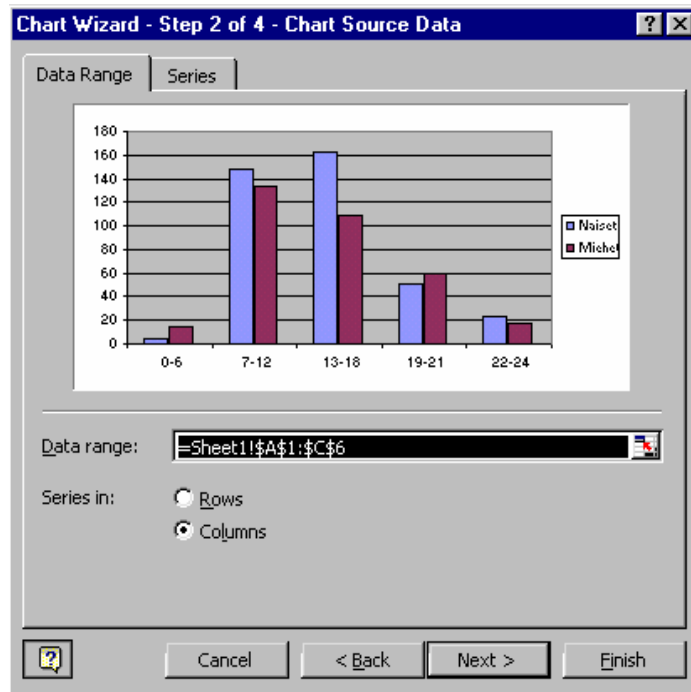 Chart Wizard - Step 2 of 4 - Chart Source Data
Data Range
Series
180
160
140
120
100
80
60
40
20
0
0-6
7-12
13-18
19-21
22-24
Naiset
Miehet
Data range:
=Sheet1!$A$1:$C$6
Series in:
Rows
Columns
Cancel
< Back
Next >
Finish